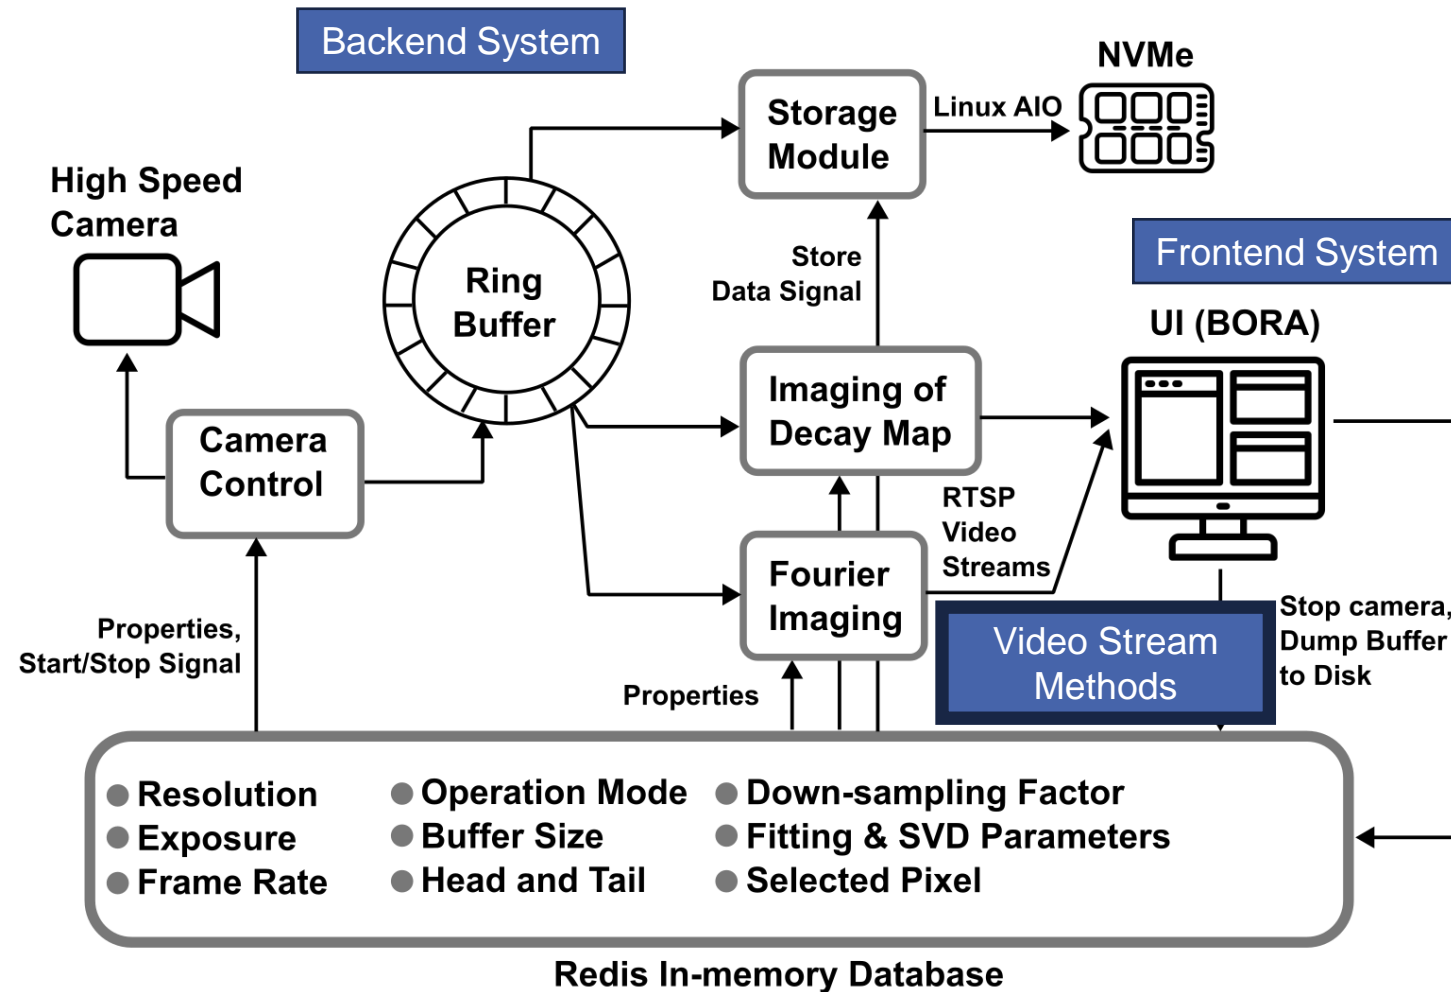 Backend System
NVMe
Storage
Module
Linux AIO
High Speed
Camera
Ring
Buffer
Store
Data Signal
Frontend System
UI (BORA)
Imaging of
Decay Map
Camera
Control
RTSP
Video
Streams
Fourier
Imaging
Properties,
Start/Stop Signal
Properties
Video Stream
Methods
Stop camera,
Dump Buffer
to Disk
Resolution
Exposure
Frame Rate
Operation Mode
Buffer Size
Head and Tail
Down-sampling Factor
Fitting & SVD Parameters
Selected Pixel
Redis In-memory Database